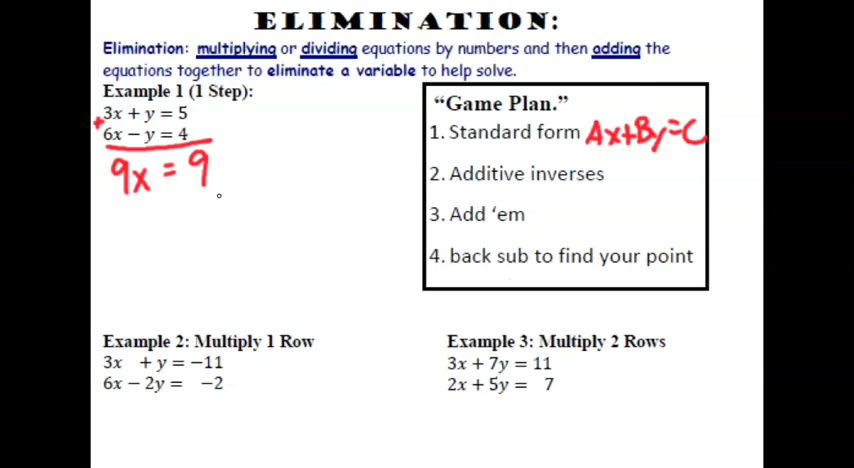 ELIMINATION:
Elimination: multiplying or dividing equations by numbers and then adding the
equations together to eliminate a variable to help solve.
Example 1 (1 Step):
3x + y = 5
+
6x − y = 4
9x = 9
"Game Plan."
1. Standard form Ax+By=C
2. Additive inverses
3. Add 'em
4. back sub to find your point
Example 2: Multiply 1 Row
3x + y = −11
6x − 2y = −2
Example 3: Multiply 2 Rows
3x + 7y = 11
2x + 5y = 7